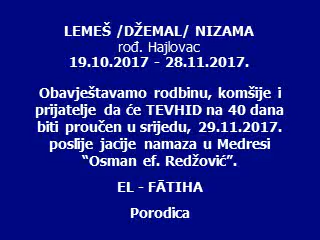 LEMEŠ /DŽEMAL/ NIZAMA
rođ. Hajlovac
19.10.2017 - 28.11.2017.
Obavještavamo rodbinu, komšije i
prijatelje da će TEVHID na 40 dana
biti proučen u srijedu, 29.11.2017.
poslije jacije namaza u Medresi
“Osman ef. Redžović”.
EL - FĀTIHA
Porodica